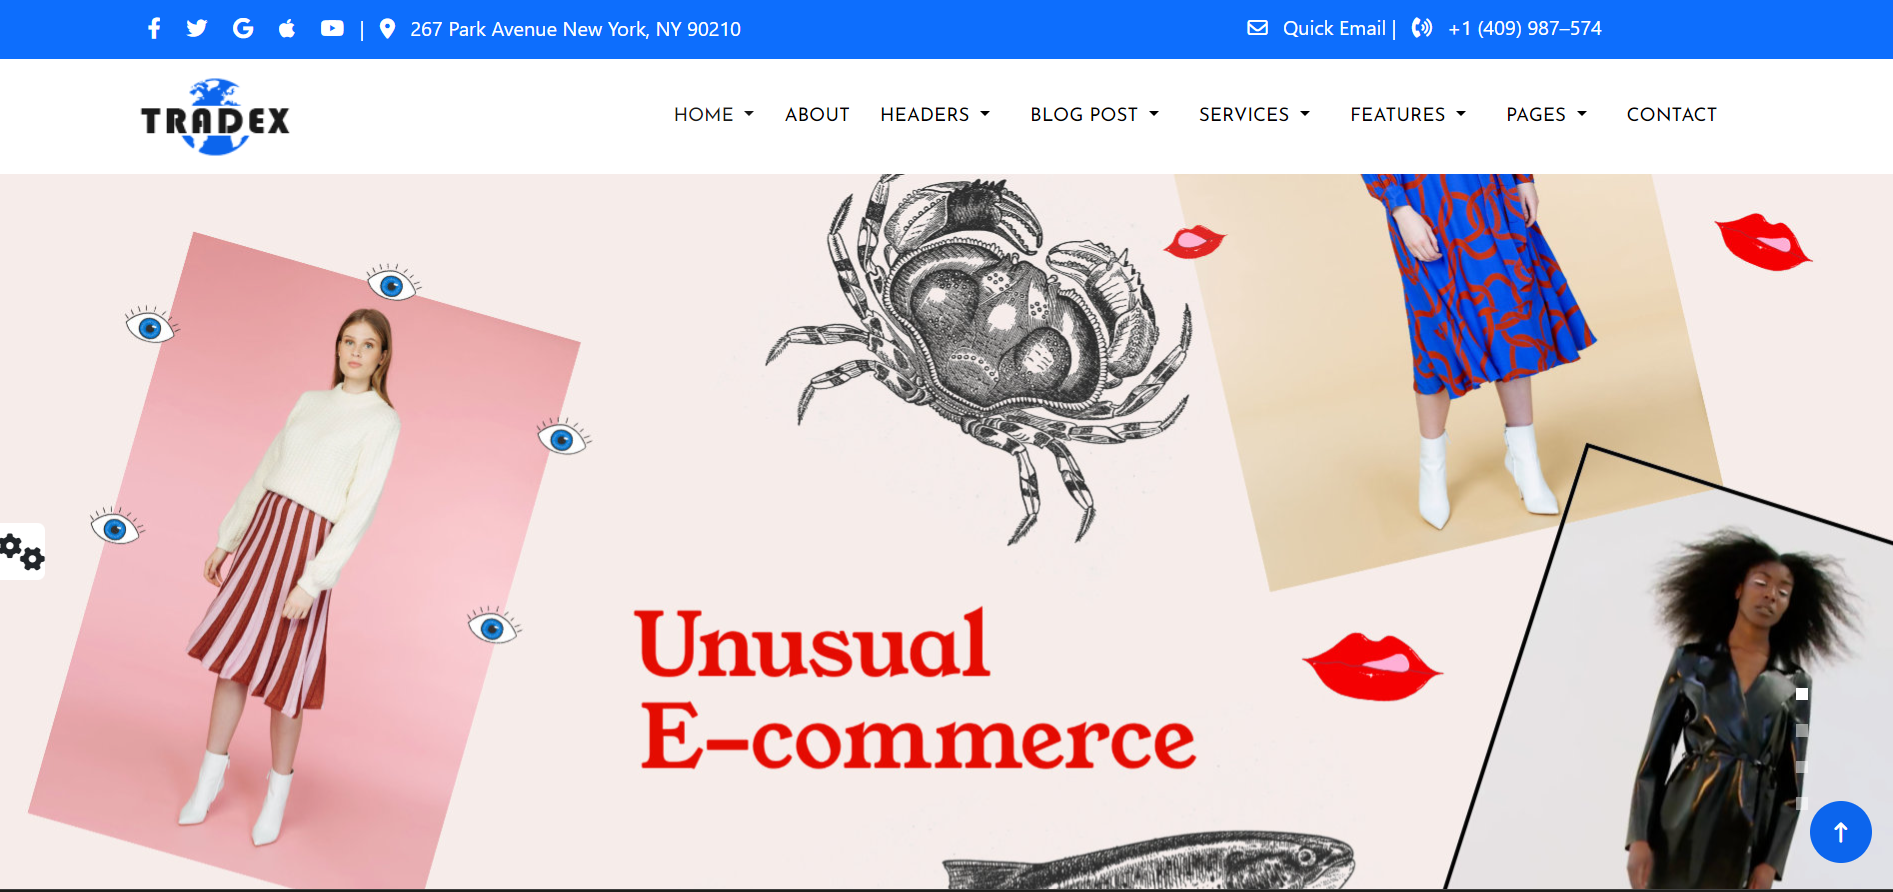 | 267 Park Avenue New York, NY 90210
Quick Email | +1 (409) 987–574
TRADEX
HOME ABOUT HEADERS BLOG POST SERVICES FEATURES PAGES CONTACT
Unusual
E–commerce